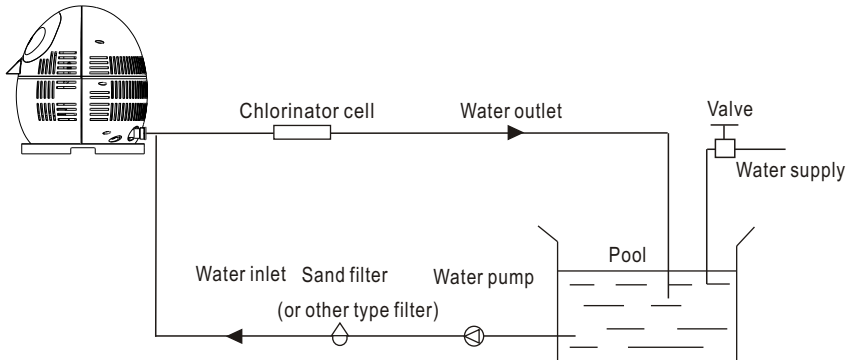 Chlorinator cell
Water outlet
Valve
Water supply
Pool
Water inlet
Sand filter
(or other type filter)
Water pump